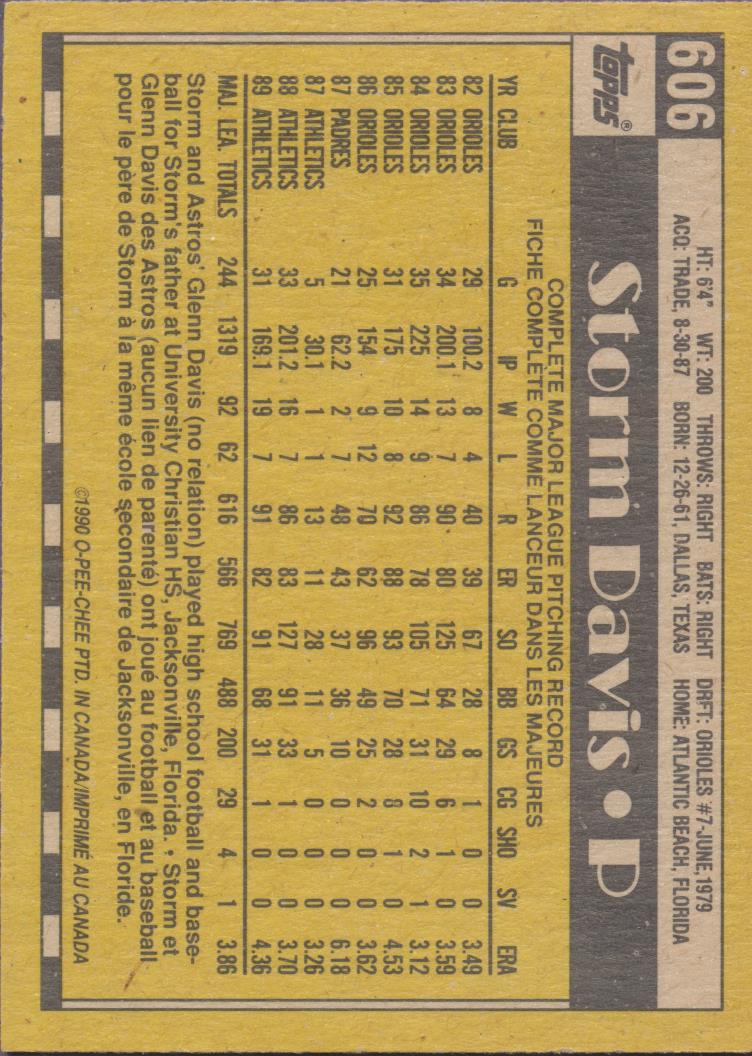 606
HT: 6'4" WT: 200 THROWS: RIGHT BATS: RIGHT DRFT: ORIOLES #7-JUNE, 1979
ACQ: TRADE, 8-30-87 BORN: 12-26-61, DALLAS, TEXAS HOME: ATLANTIC BEACH, FLORIDA
topps®
Storm Davis • P
COMPLETE MAJOR LEAGUE PITCHING RECORD
FICHE COMPLÈTE COMME LANCEUR DANS LES MAJEURES
YR CLUB G IP W L R ER SO BB GS CG SHO SV ERA
82 ORIOLES 29 100.2 8 4 40 39 67 28 8 1 0 0 3.49
83 ORIOLES 34 200.1 13 7 90 80 125 64 29 6 1 0 3.59
84 ORIOLES 35 225 14 9 86 78 105 71 31 10 2 1 3.12
85 ORIOLES 31 175 10 8 92 88 93 70 28 8 1 0 4.53
86 ORIOLES 25 154 9 12 70 62 96 49 25 2 0 0 3.62
87 PADRES 21 62.2 2 7 48 43 37 36 10 0 0 0 6.18
87 ATHLETICS 5 30.1 1 1 13 11 28 11 5 0 0 0 3.26
88 ATHLETICS 33 201.2 16 7 86 83 127 91 33 1 0 0 3.70
89 ATHLETICS 31 169.1 19 7 91 82 91 68 31 1 0 0 4.36
MAJ. LEA. TOTALS 244 1319 92 62 616 566 769 488 200 29 4 1 3.86
Storm and Astros' Glenn Davis (no relation) played high school football and base-
ball for Storm's father at University Christian HS, Jacksonville, Florida. • Storm et
Glenn Davis des Astros (aucun lien de parenté) ont joué au football et au baseball
pour le père de Storm à la même école secondaire de Jacksonville, en Floride.
©1990 O-PEE-CHEE PTD. IN CANADA/IMPRIMÉ AU CANADA